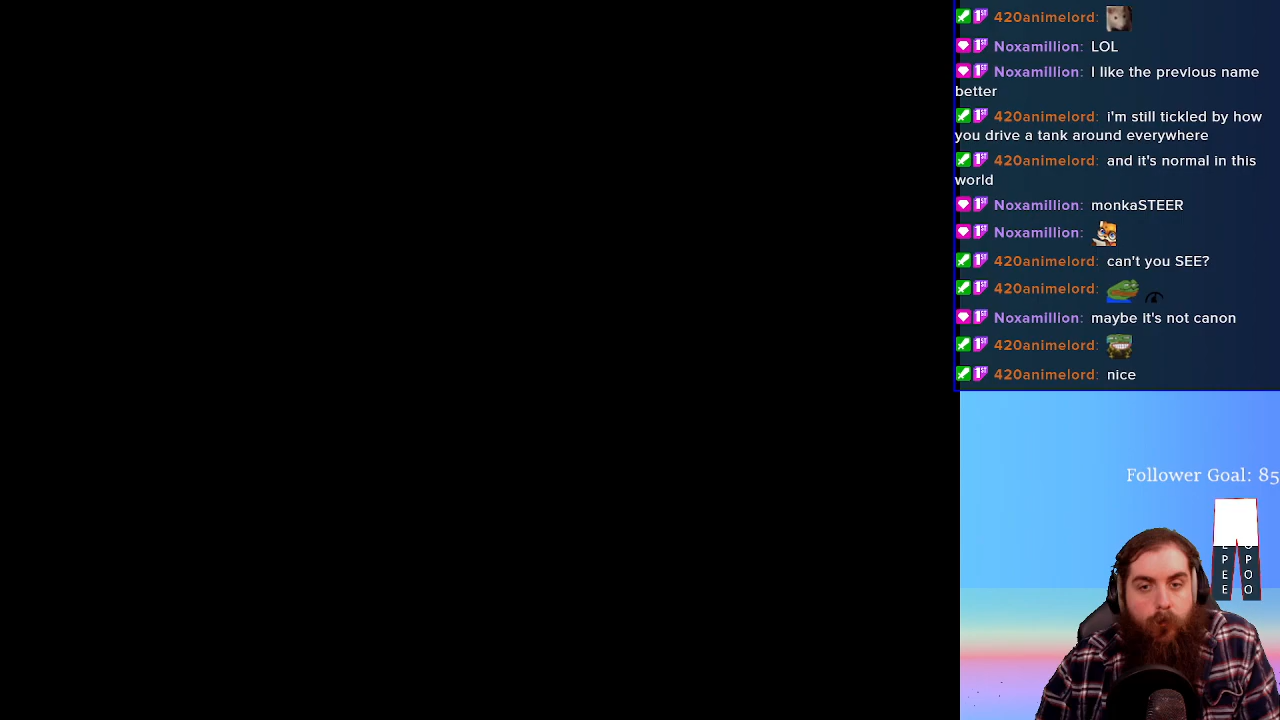 420animelord:
Noxamillion: LOL
Noxamillion: I like the previous name
better
420animelord: i'm still tickled by how
you drive a tank around everywhere
420animelord: and it's normal in this
world
Noxamillion: monkaSTEER
Noxamillion:
420animelord: can't you SEE?
420animelord:
Noxamillion: maybe it's not canon
420animelord:
420animelord: nice
Follower Goal: 85
P P
E O
E O